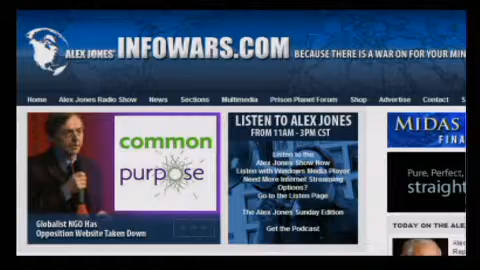 ALEX JONES' INFOWARS.COM BECAUSE THERE IS A WAR ON FOR YOUR MIN
Home Alex Jones Radio Show News Sections Multimedia Prison Planet Forum Shop Advertise Contact S
common
purpose
Globalist NGO Has
Opposition Website Taken Down
LISTEN TO ALEX JONES
FROM 11AM - 3PM CST
Listen to the
Alex Jones Show Now
Listen with Windows Media Player
Need More Internet Streaming
Options?
Go to the Listen Page
The Alex Jones Sunday Edition
Get the Podcast
MIDAS
FINA
Pure, Perfect,
straight
TODAY ON THE ALE
Alex
Rep